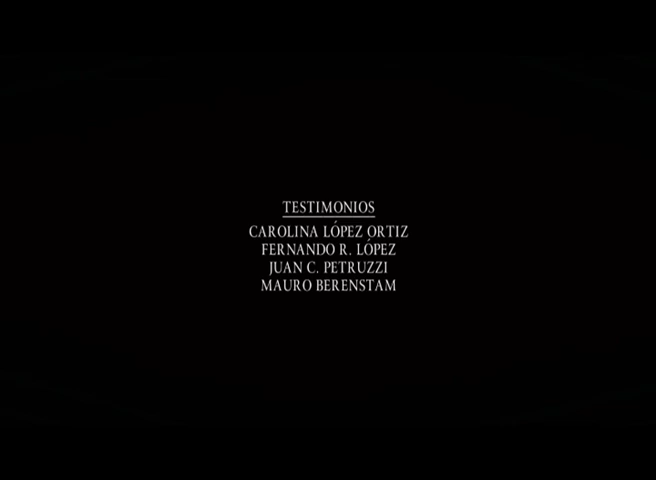 TESTIMONIOS
CAROLINA LÓPEZ ORTIZ
FERNANDO R. LÓPEZ
JUAN C. PETRUZZI
MAURO BERENSTAM